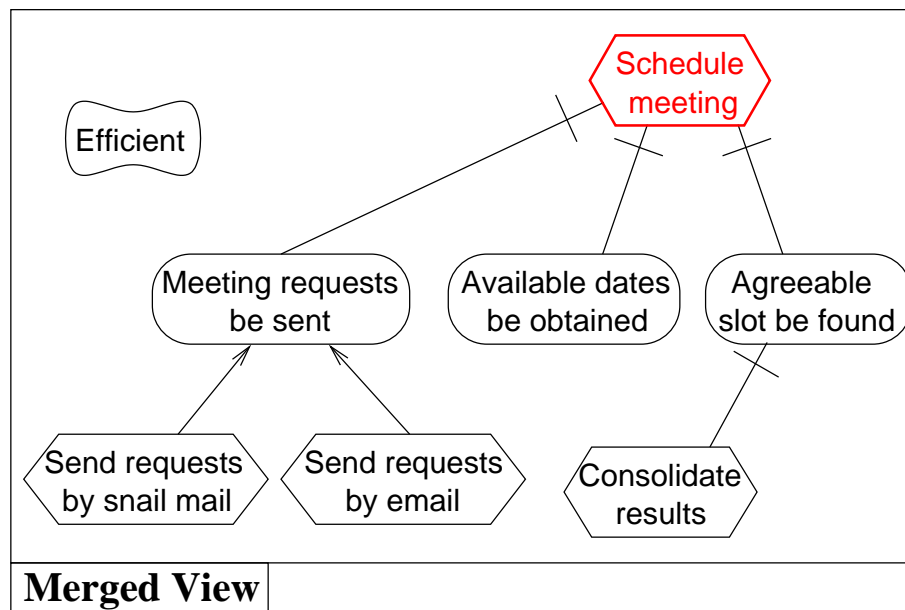 Schedule
meeting
Efficient
Meeting requests
be sent
Available dates
be obtained
Agreeable
slot be found
Send requests
by snail mail
Send requests
by email
Consolidate
results
Merged View